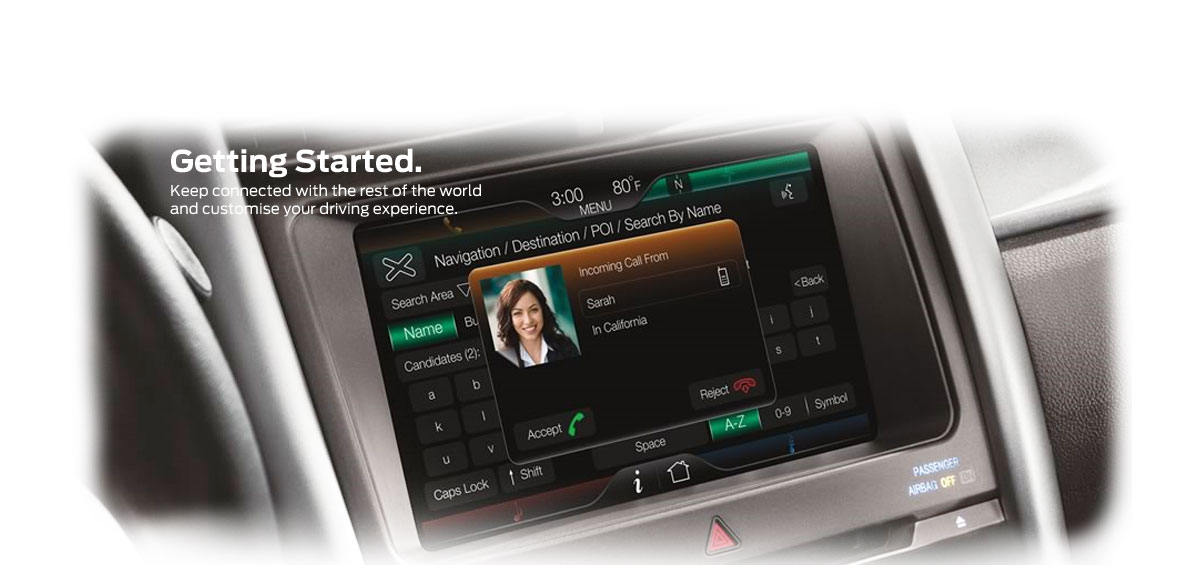 Getting Started.
Keep connected with the rest of the world
and customise your driving experience.
3:00 80°F N
MENU
Navigation / Destination / POI / Search By Name
Search Area
Incoming Call From
Sarah
In California
<Back
Name
Candidates (2):
a b i j
k l s t
u v
Reject
Accept
A-Z 0-9 Symbol
Space
Caps Lock Shift
i
PASSENGER
AIRBAG OFF